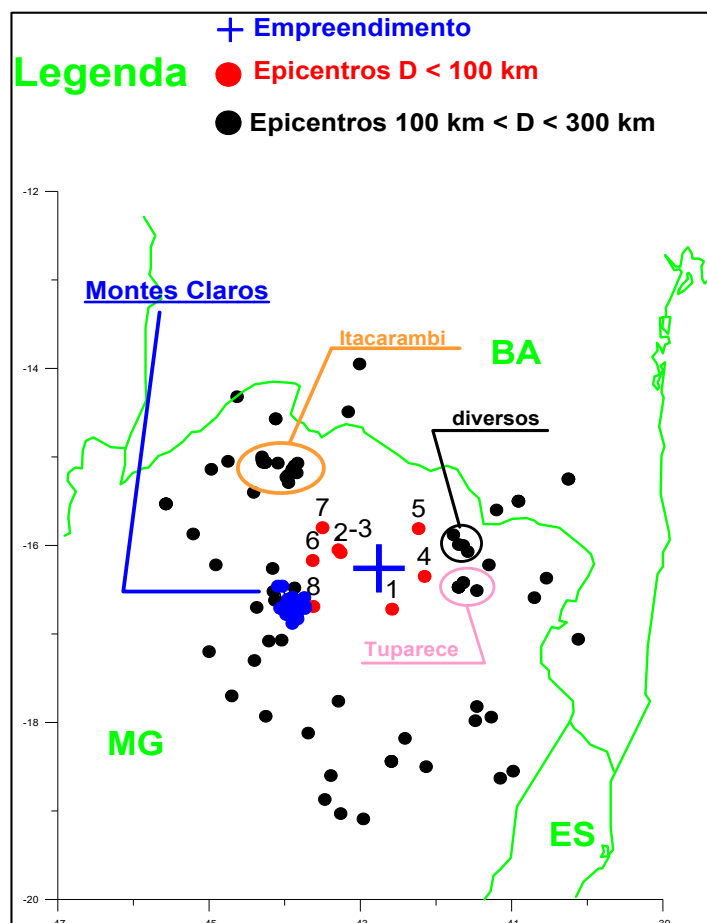 Empreendimento
Legenda
Epicentros D < 100 km
Epicentros 100 km < D < 300 km
-12
Montes Claros
Itacarambi
BA
-14
diversos
7
2-3
5
-16
6
4
8
1
Tuparece
-18
MG
ES
-20
-47
-45
-43
-41
-39